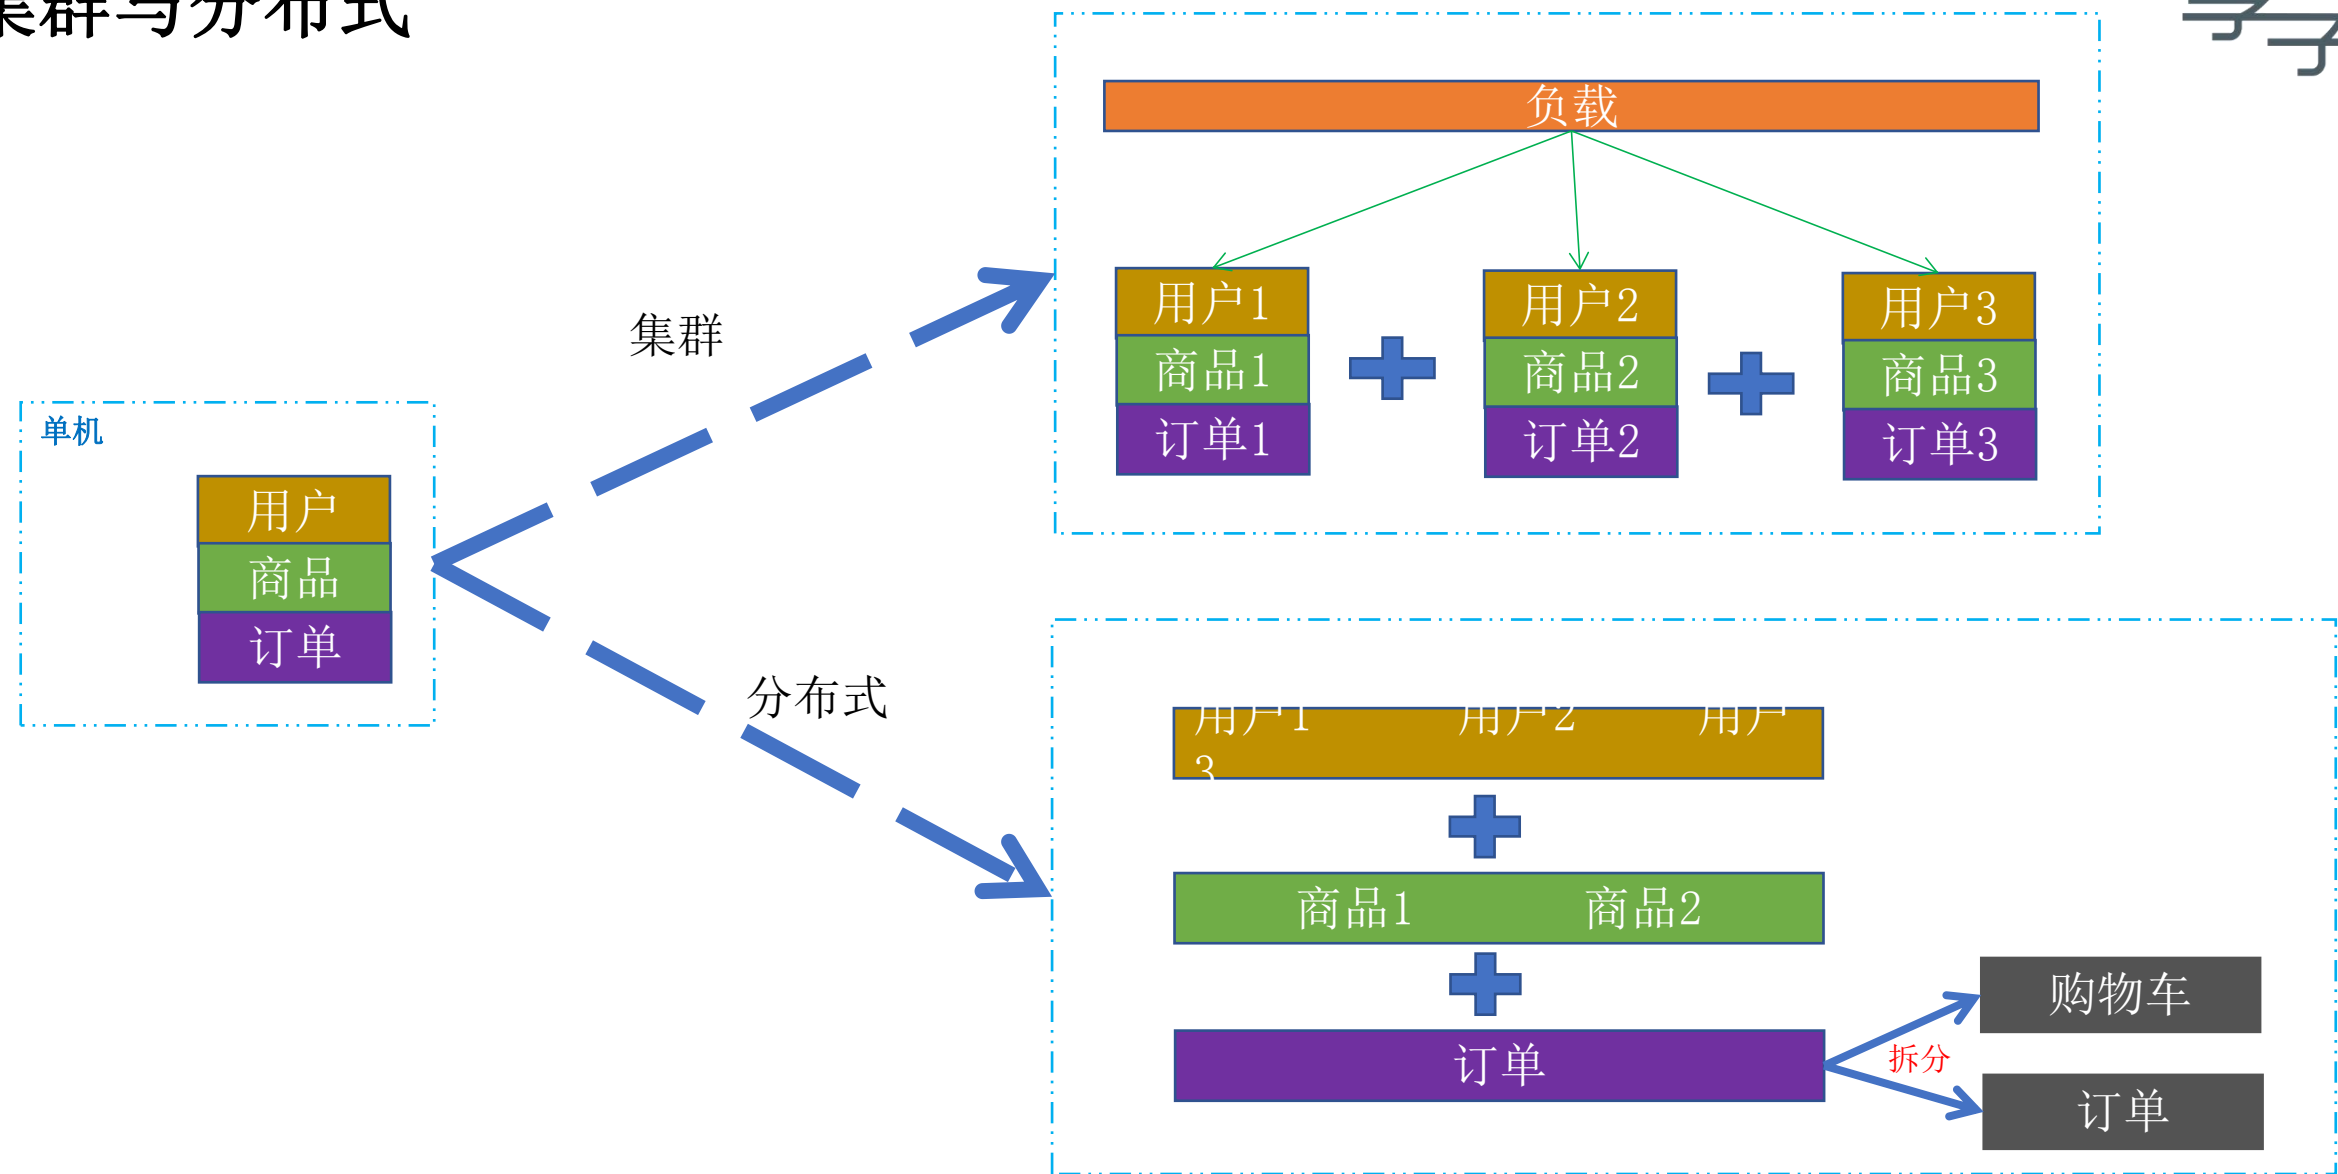 集群与分布式
负载
用户1
用户2
用户3
商品1
商品2
商品3
订单1
订单2
订单3
集群
单机
用户
商品
订单
分布式
用户1 用户2 用户
3
商品1 商品2
订单
拆分
购物车
订单